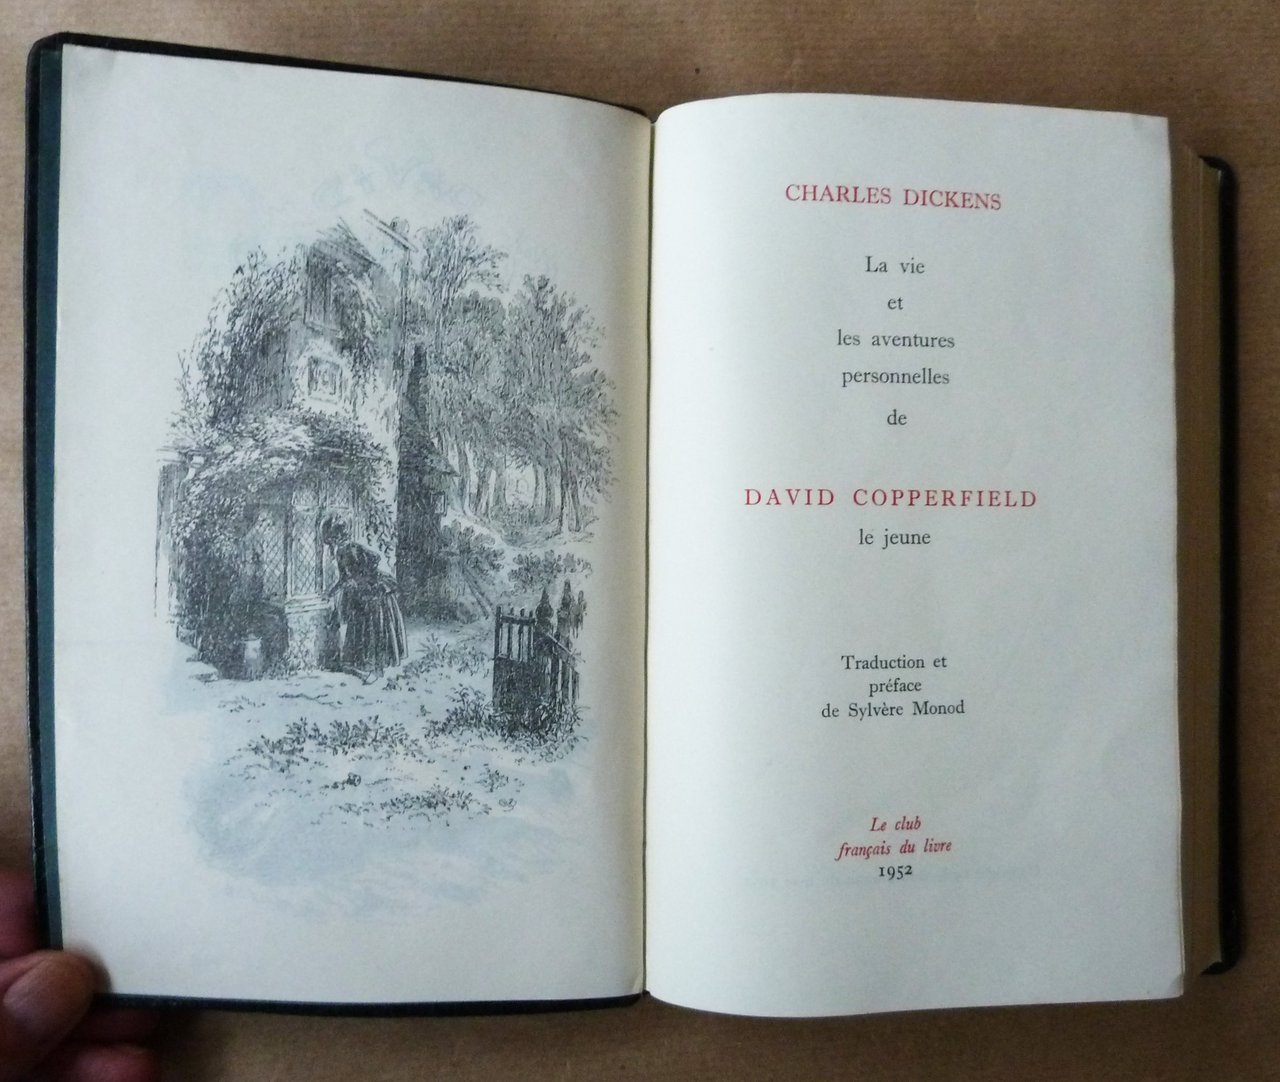 CHARLES DICKENS
La vie
et
les aventures
personnelles
de
DAVID COPPERFIELD
le jeune
Traduction et
préface
de Sylvère Monod
Le club
français du livre
1952